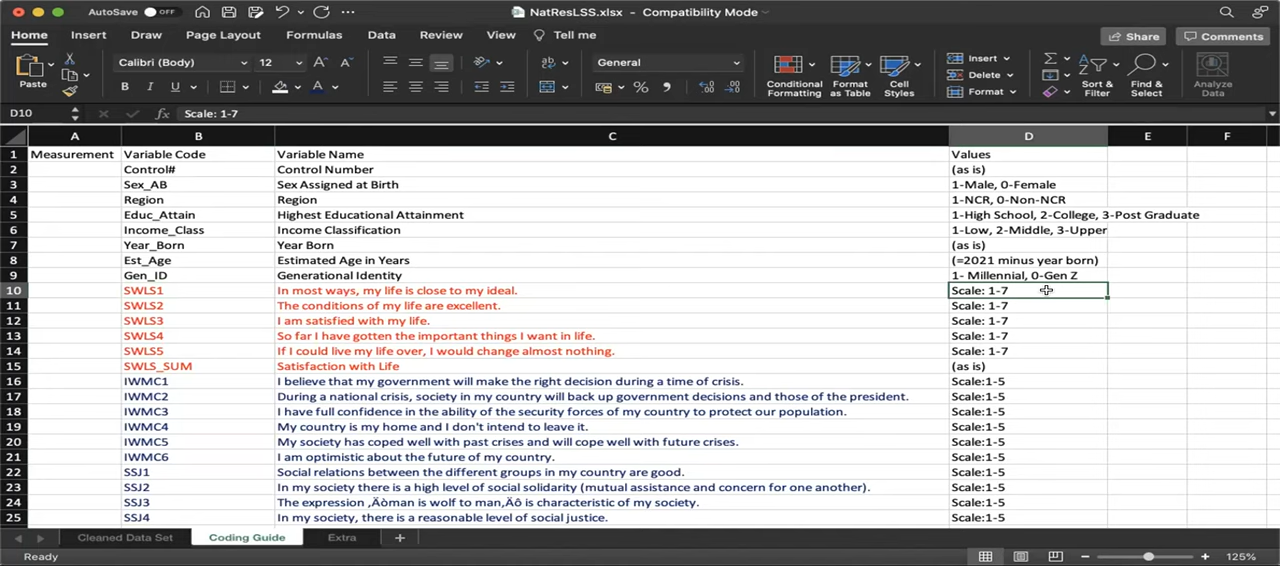 AutoSave OFF NatResLSS.xlsx - Compatibility Mode
Home Insert Draw Page Layout Formulas Data Page Review View Tell me Share Comments
Paste Calibri (Body) 12 A A General Conditional Formatting Format as Table Cell Styles Insert Delete Format Sort & Filter Find & Select Analyze Data
B I U A % 
D10 fx Scale: 1-7
A B C D E F
1 Measurement Variable Code Variable Name Values
2 Control# Control Number (as is)
3 Sex_AB Sex Assigned at Birth 1-Male, 0-Female
4 Region Region 1-NCR, 0-Non-NCR
5 Educ_Attain Highest Educational Attainment 1-High School, 2-College, 3-Post Graduate
6 Income_Class Income Classification 1-Low, 2-Middle, 3-Upper
7 Year_Born Year Born (as is)
8 Est_Age Estimated Age in Years (=2021 minus year born)
9 Gen_ID Generational Identity 1- Millennial, 0-Gen Z
10 SWLS1 In most ways, my life is close to my ideal. Scale: 1-7
11 SWLS2 The conditions of my life are excellent. Scale: 1-7
12 SWLS3 I am satisfied with my life. Scale: 1-7
13 SWLS4 So far I have gotten the important things I want in life. Scale: 1-7
14 SWLS5 If I could live my life over, I would change almost nothing. Scale: 1-7
15 SWLS_SUM Satisfaction with Life (as is)
16 IWMC1 I believe that my government will make the right decision during a time of crisis. Scale:1-5
17 IWMC2 During a national crisis, society in my country will back up government decisions and those of the president. Scale:1-5
18 IWMC3 I have full confidence in the ability of the security forces of my country to protect our population. Scale:1-5
19 IWMC4 My country is my home and I don't intend to leave it. Scale:1-5
20 IWMC5 My society has coped well with past crises and will cope well with future crises. Scale:1-5
21 IWMC6 I am optimistic about the future of my country. Scale:1-5
22 SSJ1 Social relations between the different groups in my country are good. Scale:1-5
23 SSJ2 In my society there is a high level of social solidarity (mutual assistance and concern for one another). Scale:1-5
24 SSJ3 The expression ‚Äòman is wolf to man‚Äô is characteristic of my society. Scale:1-5
25 SSJ4 In my society, there is a reasonable level of social justice. Scale:1-5
Cleaned Data Set Coding Guide Extra
Ready 125%